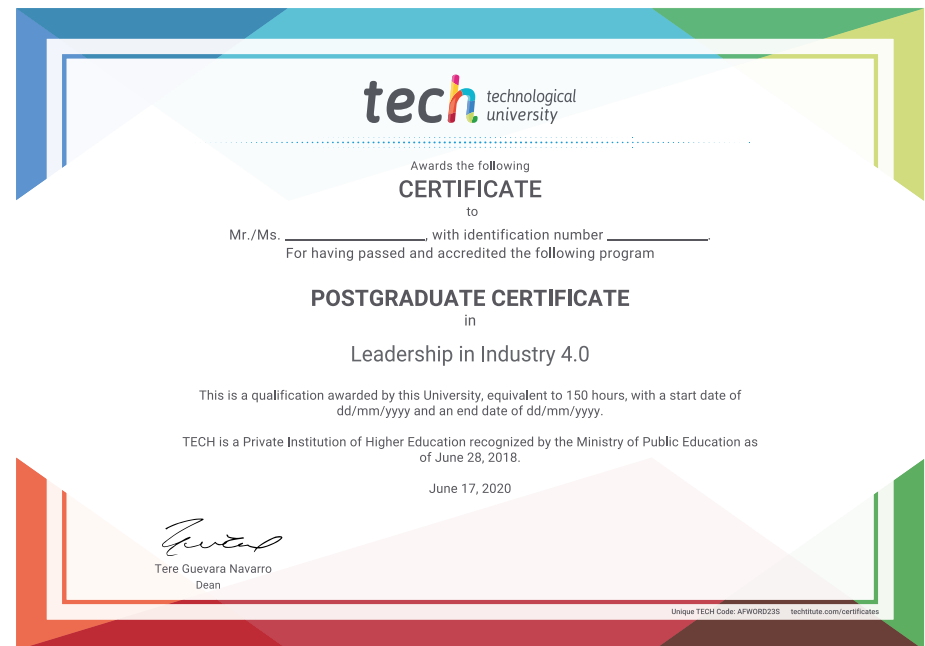 tech technological
university
Awards the following
CERTIFICATE
to
Mr./Ms. ____________________, with identification number ______________.
For having passed and accredited the following program
POSTGRADUATE CERTIFICATE
in
Leadership in Industry 4.0
This is a qualification awarded by this University, equivalent to 150 hours, with a start date of
dd/mm/yyyy and an end date of dd/mm/yyyy.
TECH is a Private Institution of Higher Education recognized by the Ministry of Public Education as
of June 28, 2018.
June 17, 2020
Tere Guevara Navarro
Dean
Unique TECH Code: AFWORD23S techtitute.com/certificates